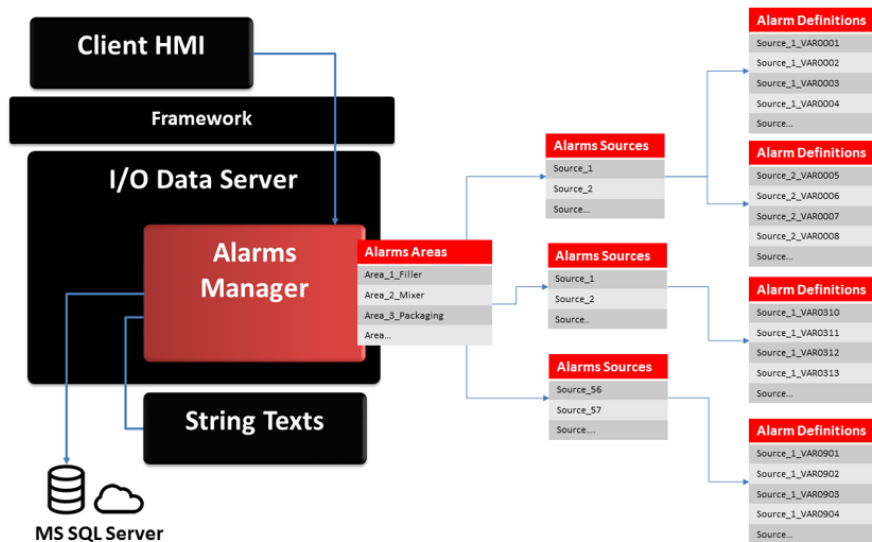 Client HMI
Framework
I/O Data Server
Alarms
Manager
String Texts
MS SQL Server
Alarms Areas
Area_1_Filler
Area_2_Mixer
Area_3_Packaging
Area...
Alarms Sources
Source_1
Source_2
Source...
Alarms Sources
Source_1
Source_2
Source..
Alarms Sources
Source_56
Source_57
Source....
Alarm Definitions
Source_1_VAR0001
Source_1_VAR0002
Source_1_VAR0003
Source_1_VAR0004
Source...
Alarm Definitions
Source_2_VAR0005
Source_2_VAR0006
Source_2_VAR0007
Source_2_VAR0008
Source...
Alarm Definitions
Source_1_VAR0310
Source_1_VAR0311
Source_1_VAR0312
Source_1_VAR0313
Source...
Alarm Definitions
Source_1_VAR0901
Source_1_VAR0902
Source_1_VAR0903
Source_1_VAR0904
Source...